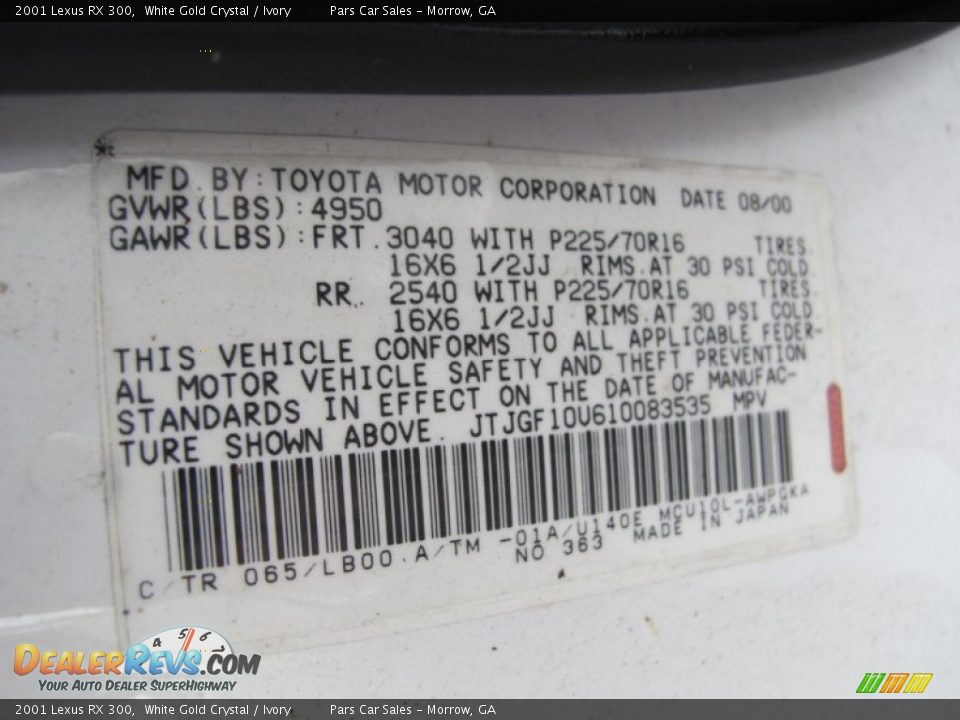 2001 Lexus RX 300,  White Gold Crystal / Ivory          Pars Car Sales - Morrow, GA
MFD.BY:TOYOTA MOTOR CORPORATION DATE 08/00
GVWR(LBS):4950
GAWR(LBS):FRT.3040 WITH P225/70R16 TIRES.
16X6 1/2JJ RIMS.AT 30 PSI COLD.
RR. 2540 WITH P225/70R16 TIRES.
16X6 1/2JJ RIMS.AT 30 PSI COLD.
THIS VEHICLE CONFORMS TO ALL APPLICABLE FEDER-
AL MOTOR VEHICLE SAFETY AND THEFT PREVENTION
STANDARDS IN EFFECT ON THE DATE OF MANUFAC-
TURE SHOWN ABOVE. JTJGF10U610083535 MPV
C/TR 065/LB00.A/TM -01A/U140E MCU10L-AWPGKA
NO 363 MADE IN JAPAN
4 5 6
DEALERREVS.COM
YOUR AUTO DEALER SUPERHIGHWAY
2001 Lexus RX 300,  White Gold Crystal / Ivory          Pars Car Sales - Morrow, GA